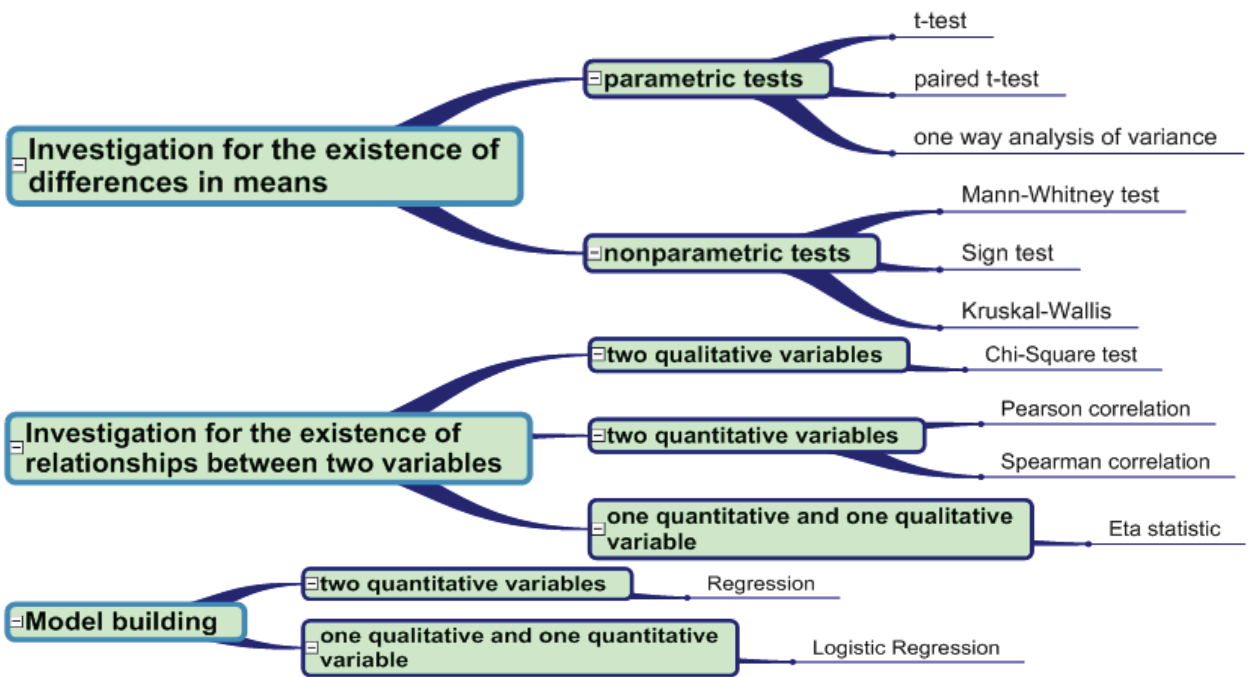 t-test
parametric tests
paired t-test
one way analysis of variance
Investigation for the existence of
differences in means
Mann-Whitney test
nonparametric tests
Sign test
Kruskal-Wallis
two qualitative variables
Chi-Square test
Investigation for the existence of
relationships between two variables
Pearson correlation
two quantitative variables
Spearman correlation
one quantitative and one qualitative
variable
Eta statistic
Model building
two quantitative variables
Regression
one qualitative and one quantitative
variable
Logistic Regression